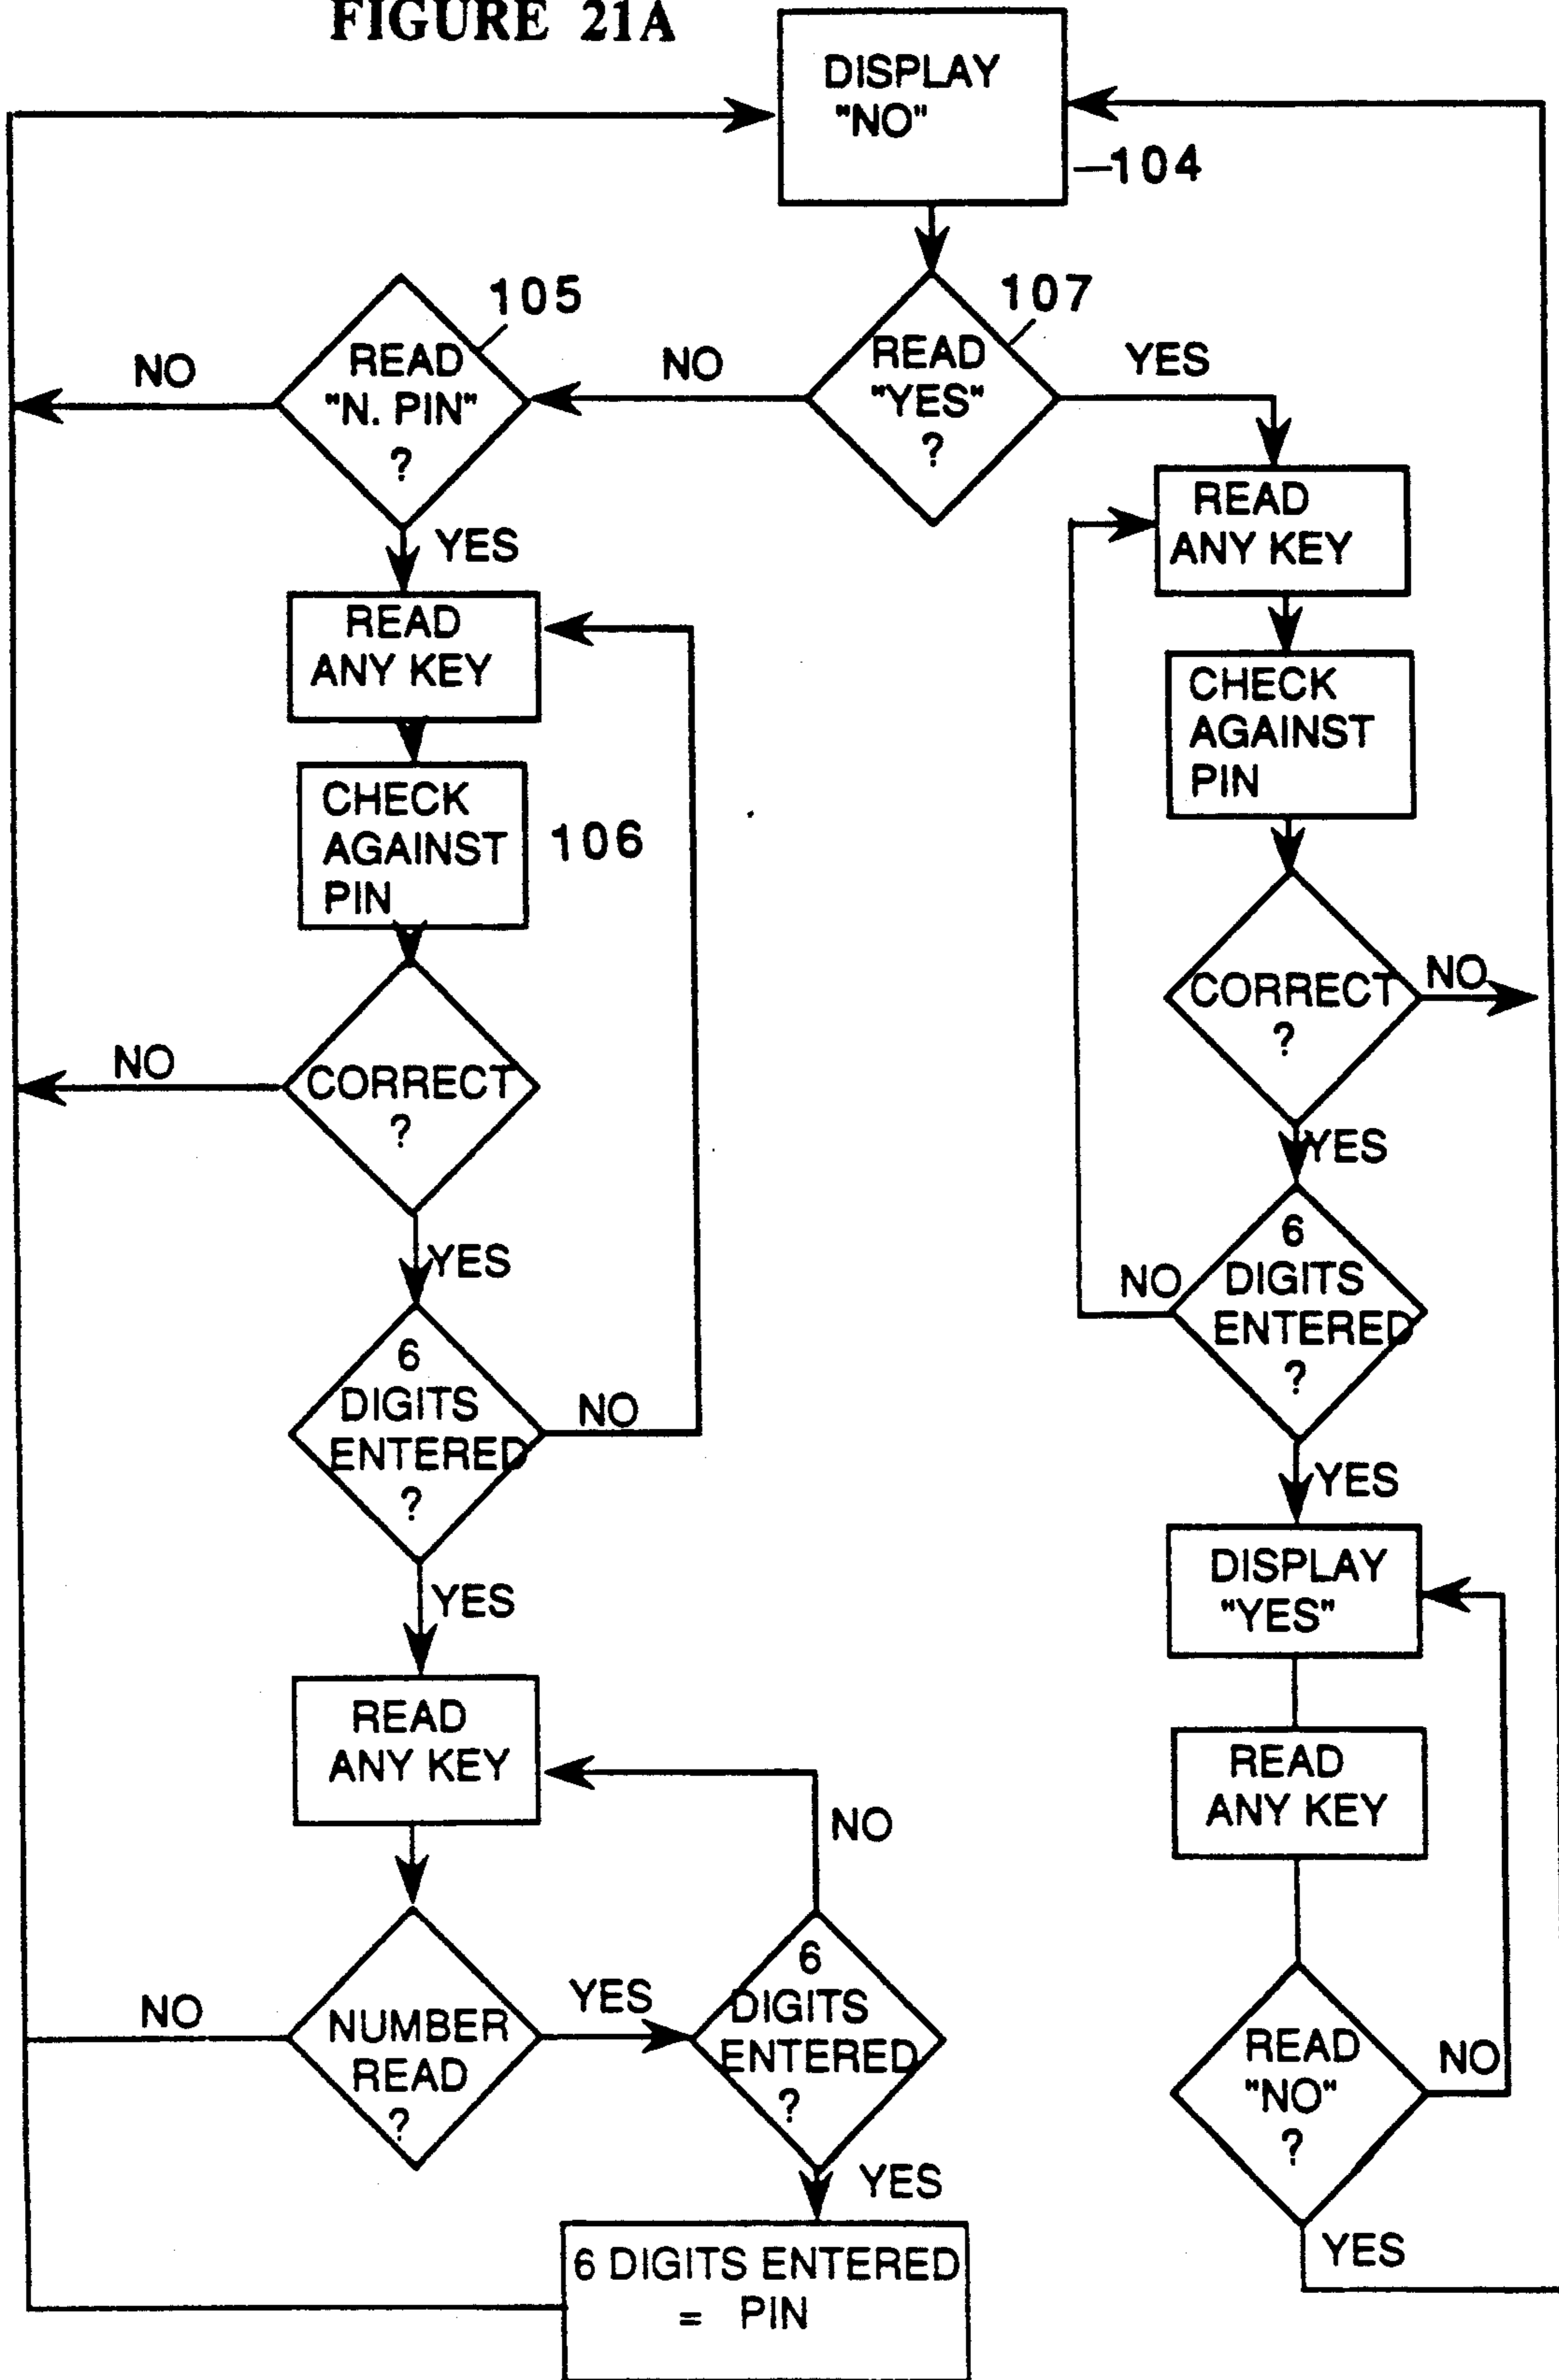 FIGURE 21A
DISPLAY
"NO"
104
105
107
NO
READ
"N. PIN"
?
NO
READ
"YES"
?
YES
YES
READ
ANY KEY
READ
ANY KEY
CHECK
AGAINST
PIN
106
CHECK
AGAINST
PIN
NO
CORRECT
?
CORRECT
?
NO
YES
YES
6
DIGITS
ENTERED
?
NO
6
DIGITS
ENTERED
?
NO
YES
YES
READ
ANY KEY
NO
DISPLAY
"YES"
READ
ANY KEY
NO
NUMBER
READ
?
YES
6
DIGITS
ENTERED
?
READ
"NO"
?
NO
YES
YES
6 DIGITS ENTERED
= PIN